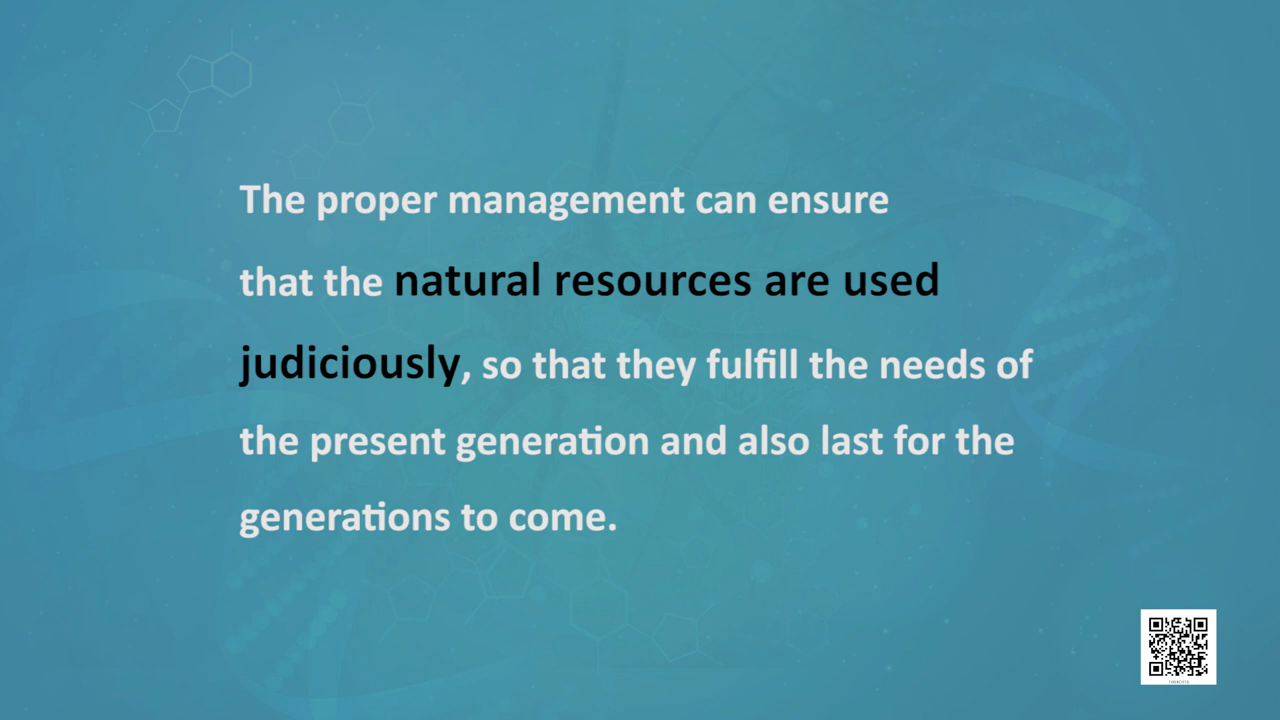 The proper management can ensure
that the natural resources are used
judiciously, so that they fulfill the needs of
the present generation and also last for the
generations to come.